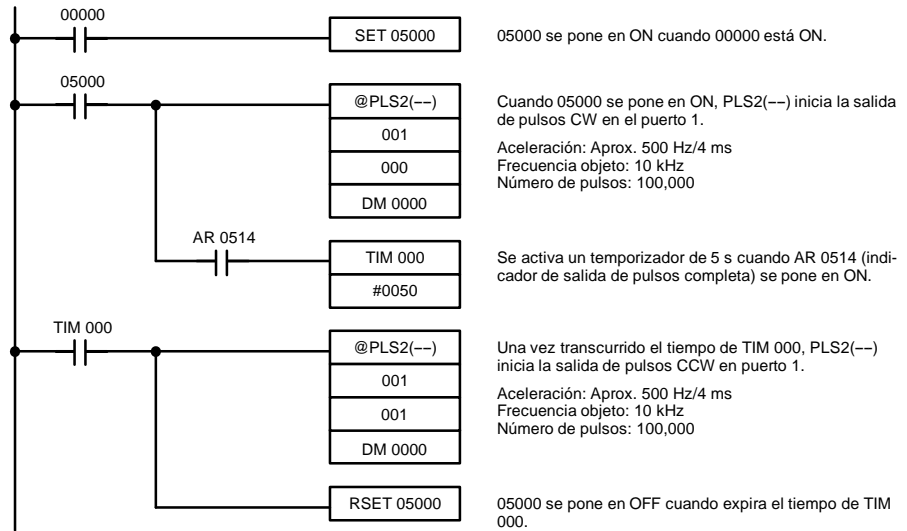 00000
SET 05000
05000 se pone en ON cuando 00000 está ON.
05000
@PLS2(−−)
001
000
DM 0000
Cuando 05000 se pone en ON, PLS2(−−) inicia la salida
de pulsos CW en el puerto 1.
Aceleración: Aprox. 500 Hz/4 ms
Frecuencia objeto: 10 kHz
Número de pulsos: 100,000
AR 0514
TIM 000
#0050
Se activa un temporizador de 5 s cuando AR 0514 (indi-
cador de salida de pulsos completa) se pone en ON.
TIM 000
@PLS2(−−)
001
001
DM 0000
Una vez transcurrido el tiempo de TIM 000, PLS2(−−)
inicia la salida de pulsos CCW en puerto 1.
Aceleración: Aprox. 500 Hz/4 ms
Frecuencia objeto: 10 kHz
Número de pulsos: 100,000
RSET 05000
05000 se pone en OFF cuando expira el tiempo de TIM
000.